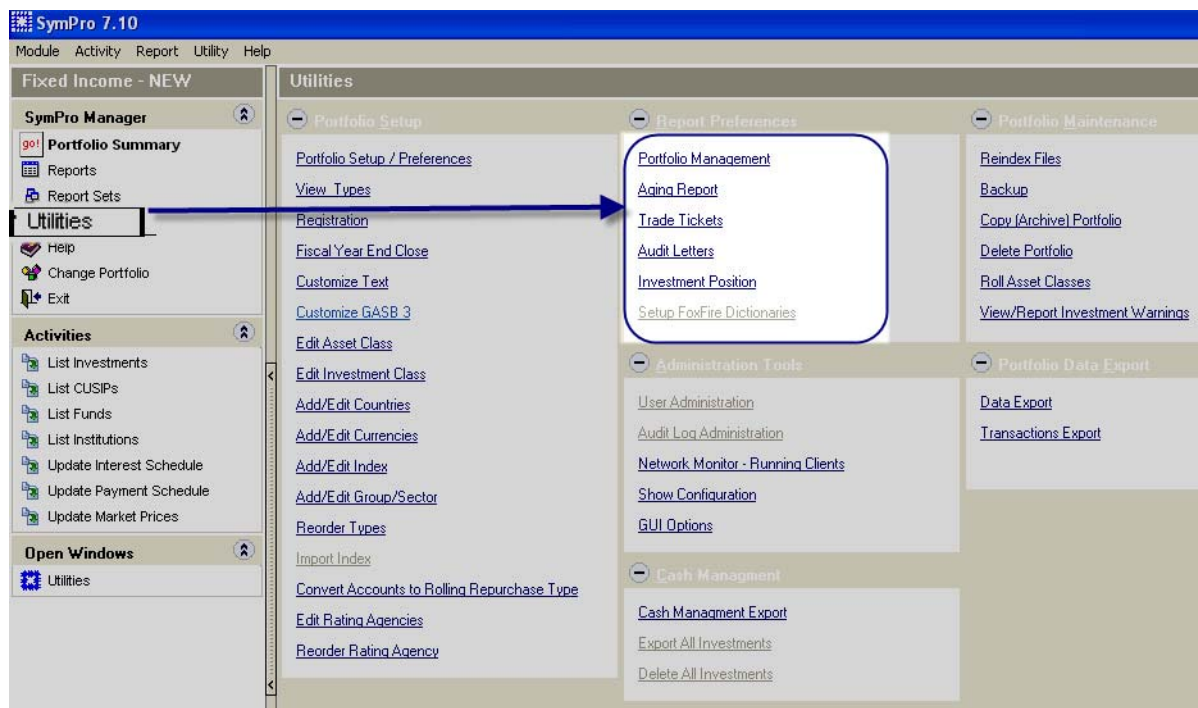 SymPro 7.10
Module Activity Report Utility Help
Fixed Income - NEW
SymPro Manager
go! Portfolio Summary
Reports
Report Sets
Utilities
Help
Change Portfolio
Exit
Activities
List Investments
List CUSIPs
List Funds
List Institutions
Update Interest Schedule
Update Payment Schedule
Update Market Prices
Open Windows
Utilities
Utilities
Portfolio Setup
Portfolio Setup / Preferences
View Types
Registration
Fiscal Year End Close
Customize Text
Customize GASB 3
Edit Asset Class
Edit Investment Class
Add/Edit Countries
Add/Edit Currencies
Add/Edit Index
Add/Edit Group/Sector
Reorder Types
Import Index
Convert Accounts to Rolling Repurchase Type
Edit Rating Agencies
Reorder Rating Agency
Report Preferences
Portfolio Management
Aging Report
Trade Tickets
Audit Letters
Investment Position
Setup FoxFire Dictionaries
Administration Tools
User Administration
Audit Log Administration
Network Monitor - Running Clients
Show Configuration
GUI Options
Cash Managment
Cash Managment Export
Export All Investments
Delete All Investments
Portfolio Maintenance
Reindex Files
Backup
Copy (Archive) Portfolio
Delete Portfolio
Roll Asset Classes
View/Report Investment Warnings
Portfolio Data Export
Data Export
Transactions Export